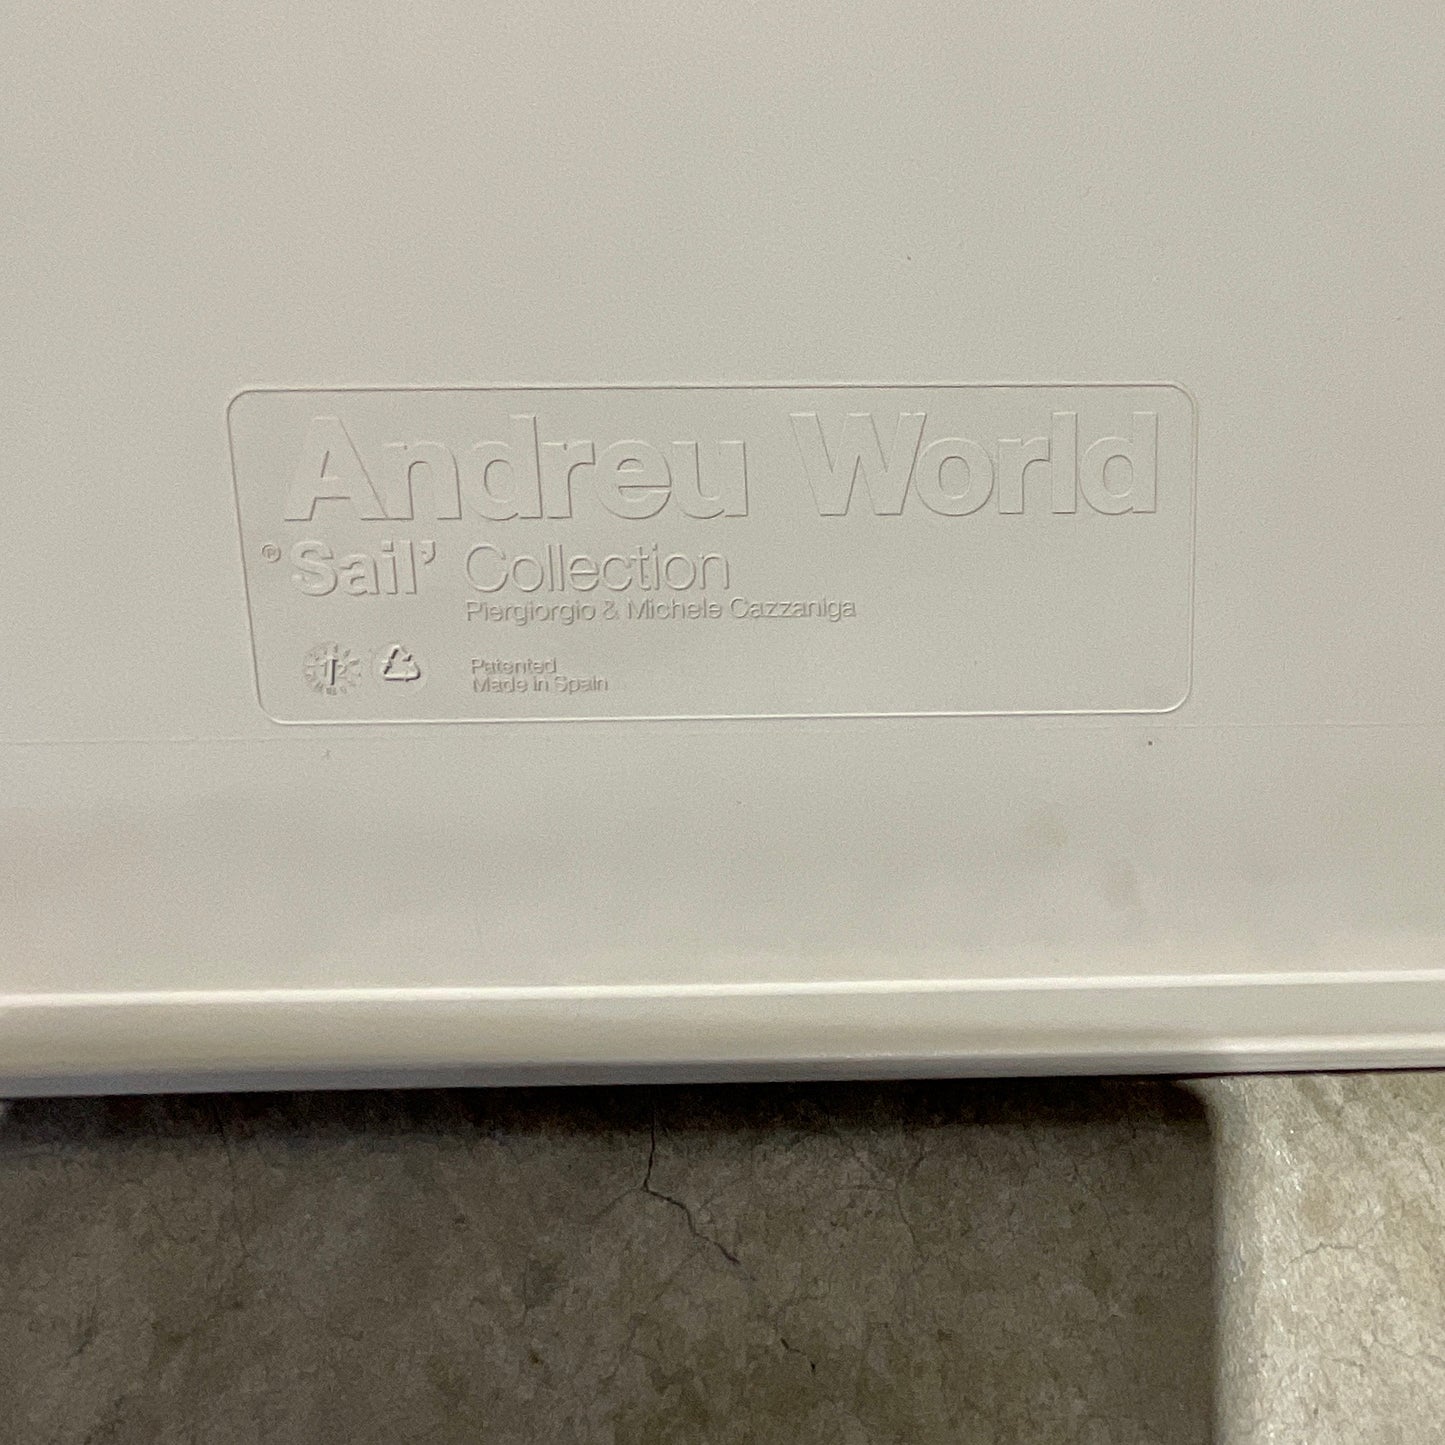 Andreu World
® 'Sail' Collection
Piergiorgio & Michele Cazzaniga
Patented
Made in Spain